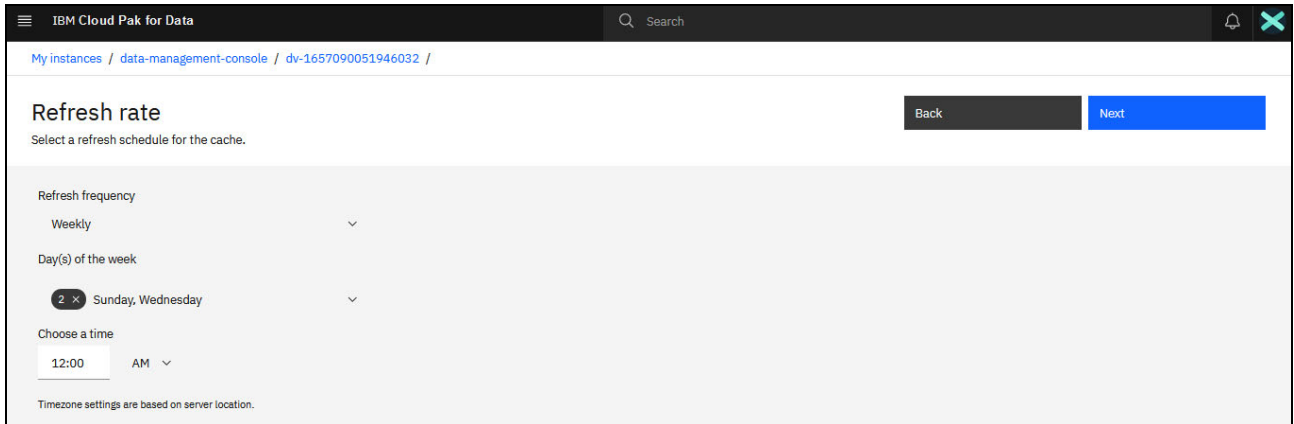 IBM Cloud Pak for Data
Search
My instances / data-management-console / dv-1657090051946032 /
Refresh rate
Back
Next
Select a refresh schedule for the cache.
Refresh frequency
Weekly
Day(s) of the week
2 × Sunday, Wednesday
Choose a time
12:00 AM
Timezone settings are based on server location.